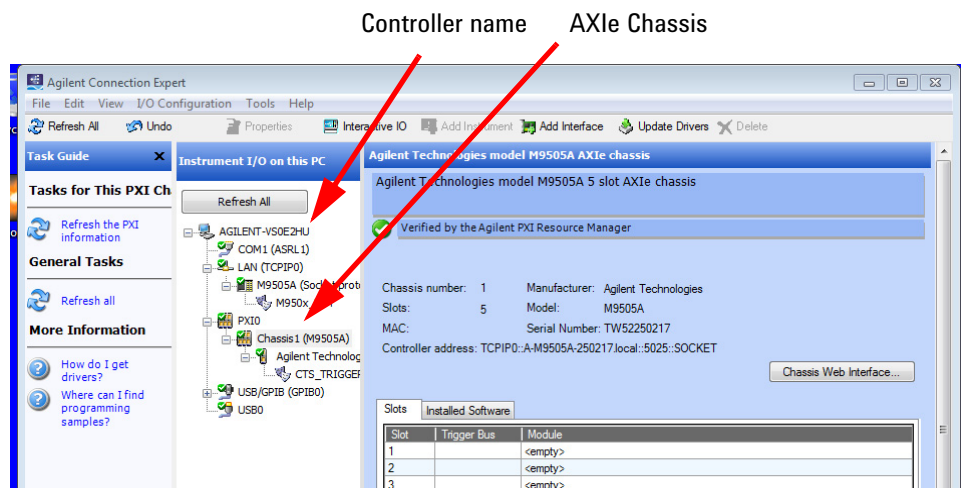 Controller name AXIe Chassis
Agilent Connection Expert
File Edit View I/O Configuration Tools Help
Refresh All Undo Properties Interactive IO Add Instrument Add Interface Update Drivers Delete
Task Guide
Tasks for This PXI Ch
Refresh the PXI
information
General Tasks
Refresh all
More Information
How do I get
drivers?
Where can I find
programming
samples?
Instrument I/O on this PC
Refresh All
AGILENT-VS0E2HU
COM1 (ASRL1)
LAN (TCPIP0)
M9505A (Socket proto
M950x
PXI0
Chassis1 (M9505A)
Agilent Technolog
CTS_TRIGGER
USB/GPIB (GPIB0)
USB0
Agilent Technologies model M9505A AXIe chassis
Agilent Technologies model M9505A 5 slot AXIe chassis
Verified by the Agilent PXI Resource Manager
Chassis number: 1 Manufacturer: Agilent Technologies
Slots: 5 Model: M9505A
MAC: Serial Number: TW52250217
Controller address: TCPIP0::A-M9505A-250217.local::5025::SOCKET
Chassis Web Interface...
Slots Installed Software
Slot Trigger Bus Module
1 <empty>
2 <empty>
3 <empty>